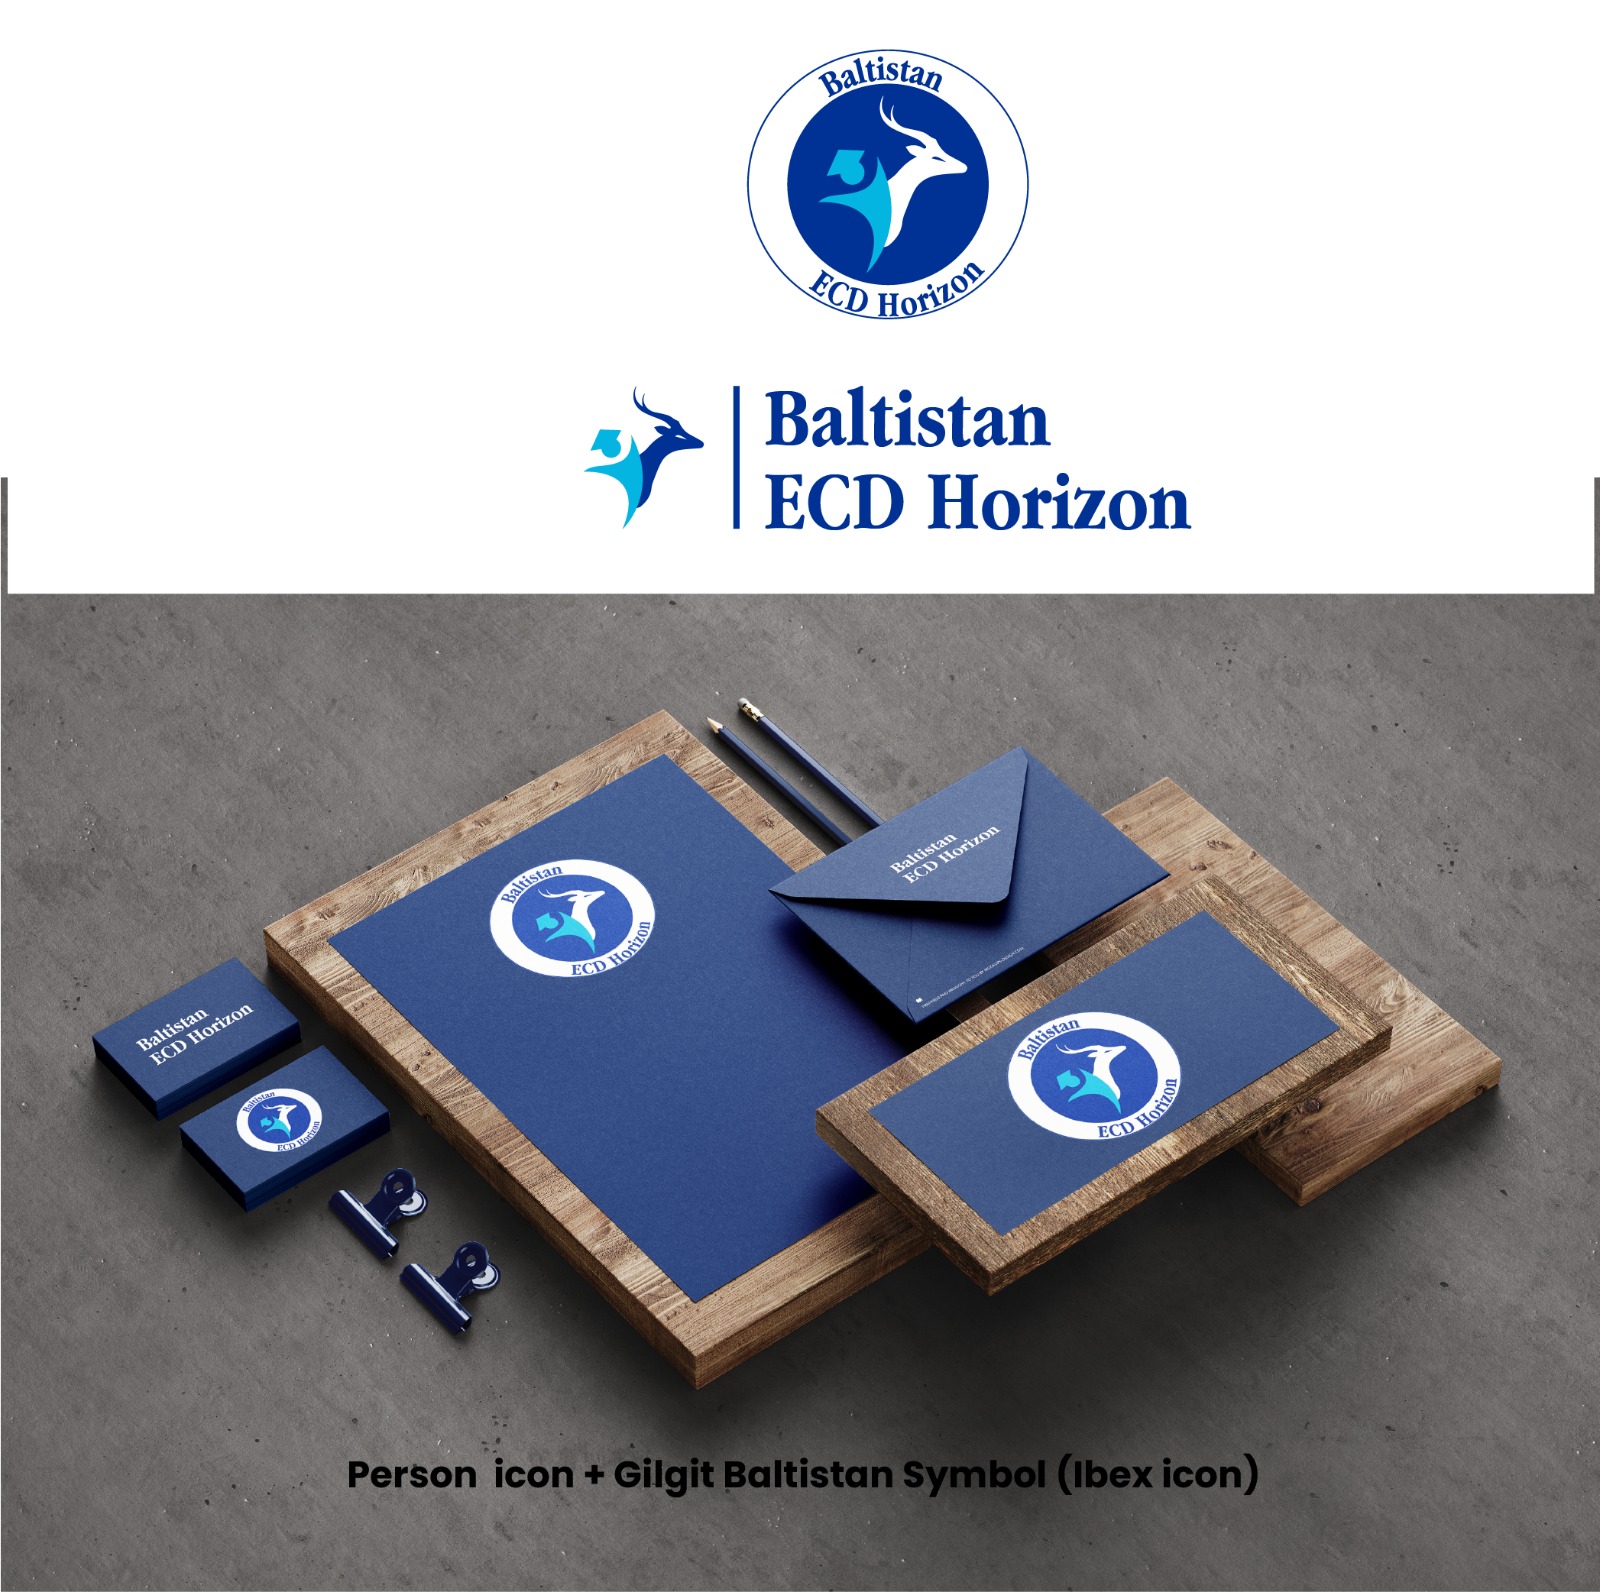 Baltistan
ECD Horizon
Baltistan
ECD Horizon
Baltistan
ECD Horizon
Baltistan
ECD Horizon
Baltistan
ECD Horizon
Baltistan
ECD Horizon
Baltistan
ECD Horizon
Person icon + Gilgit Baltistan Symbol (Ibex icon)